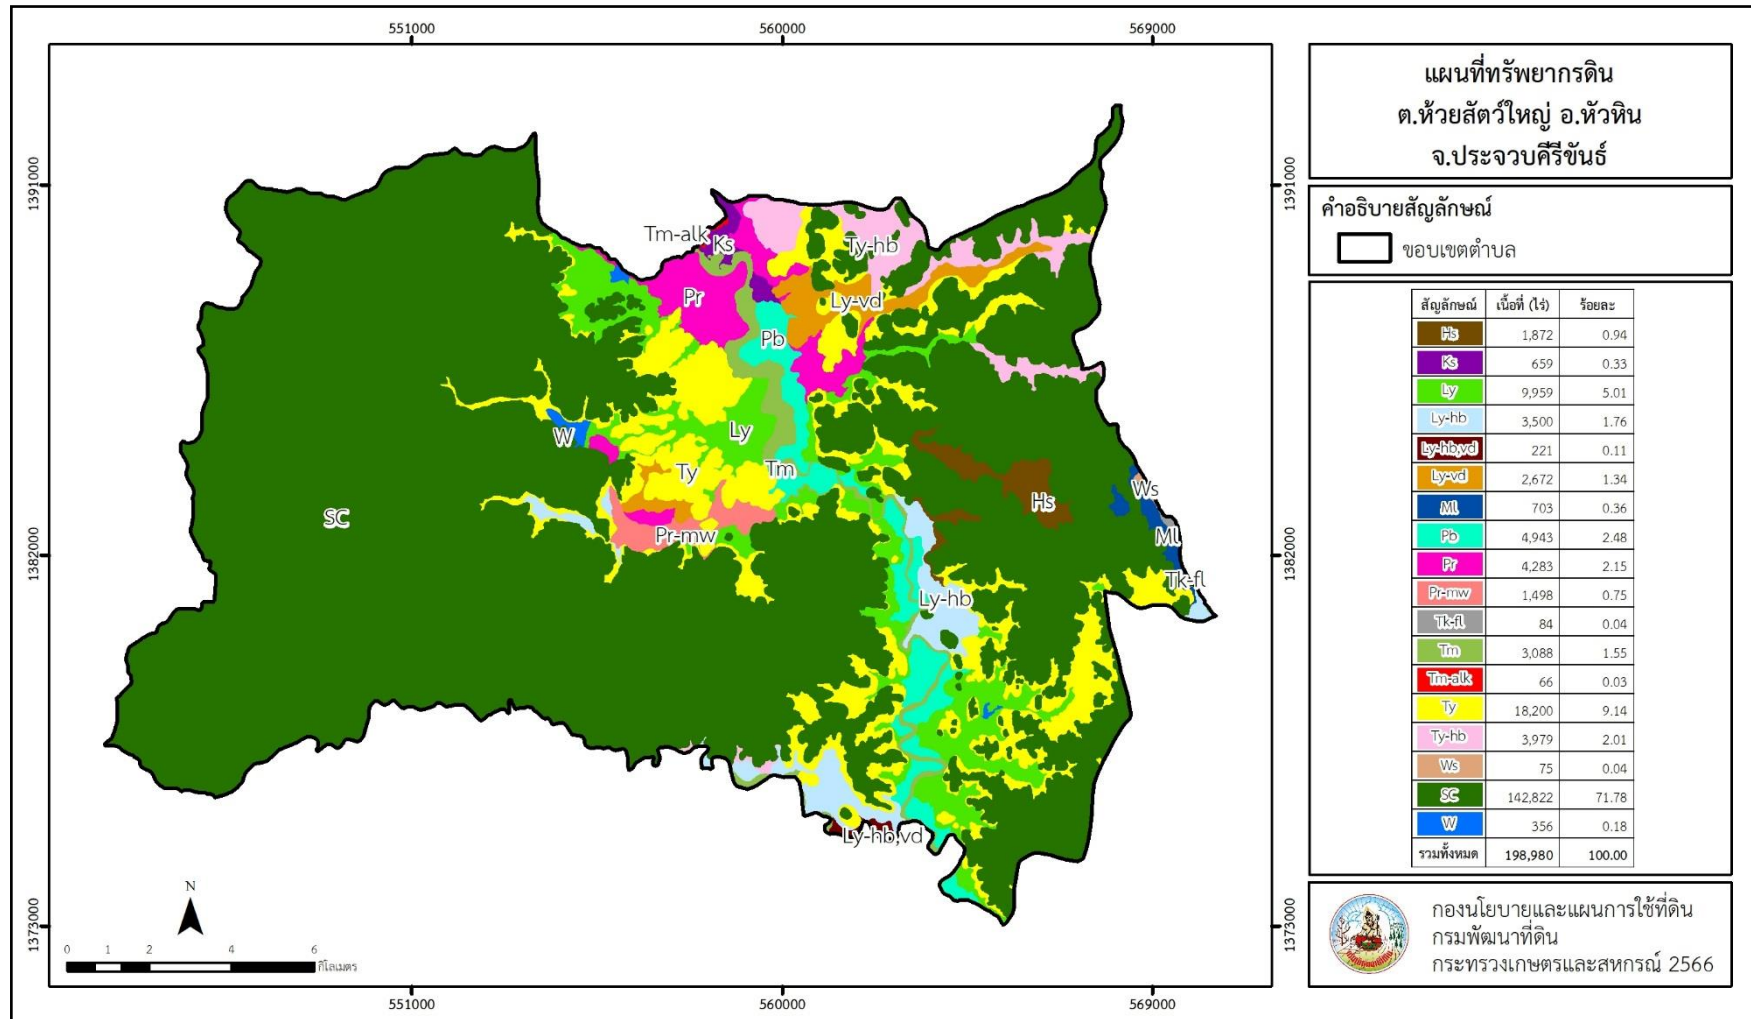 551000 560000 569000
แผนที่ทรัพยากรดิน
ต.ห้วยสัตว์ใหญ่ อ.หัวหิน
จ.ประจวบคีรีขันธ์
คำอธิบายสัญลักษณ์
ขอบเขตตำบล
สัญลักษณ์ เนื้อที่ (ไร่) ร้อยละ
Hs 1,872 0.94
Ks 659 0.33
Ly 9,959 5.01
Ly-hb 3,500 1.76
Ly-hb,vd 221 0.11
Ly-vd 2,672 1.34
Ml 703 0.36
Pb 4,943 2.48
Pr 4,283 2.15
Pr-mw 1,498 0.75
Tk-fl 84 0.04
Tm 3,088 1.55
Tm-alk 66 0.03
Ty 18,200 9.14
Ty-hb 3,979 2.01
Ws 75 0.04
SC 142,822 71.78
W 356 0.18
รวมทั้งหมด 198,980 100.00
กองนโยบายและแผนการใช้ที่ดิน
กรมพัฒนาที่ดิน
กระทรวงเกษตรและสหกรณ์ 2566
1391000
1391000
Tm-alk
Ks
Ty-hb
Pr
Ly-vd
Pb
W
Ly
Ty
Tm
Hs
Ws
SC
Pr-mw
Ml
1382000
1382000
Tk-fl
Ly-hb
Ly-hb,vd
N
1373000
1373000
0 1 2 4 6
กิโลเมตร
551000 560000 569000